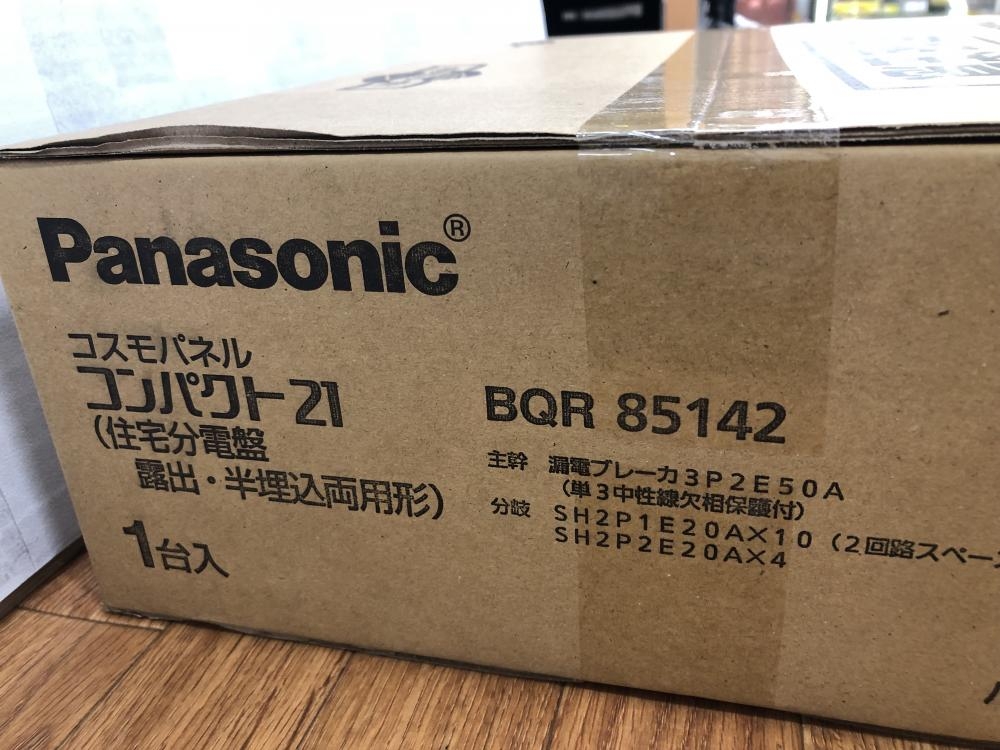 Panasonic®
コスモパネル
コンパクト21
(住宅分電盤
露出・半埋込両用形)
1台入
BQR 85142
主幹 漏電ブレーカ3P2E50A
(単3中性線欠相保護付)
分岐 SH2P1E20A×10 (2回路スペー
SH2P2E20A×4